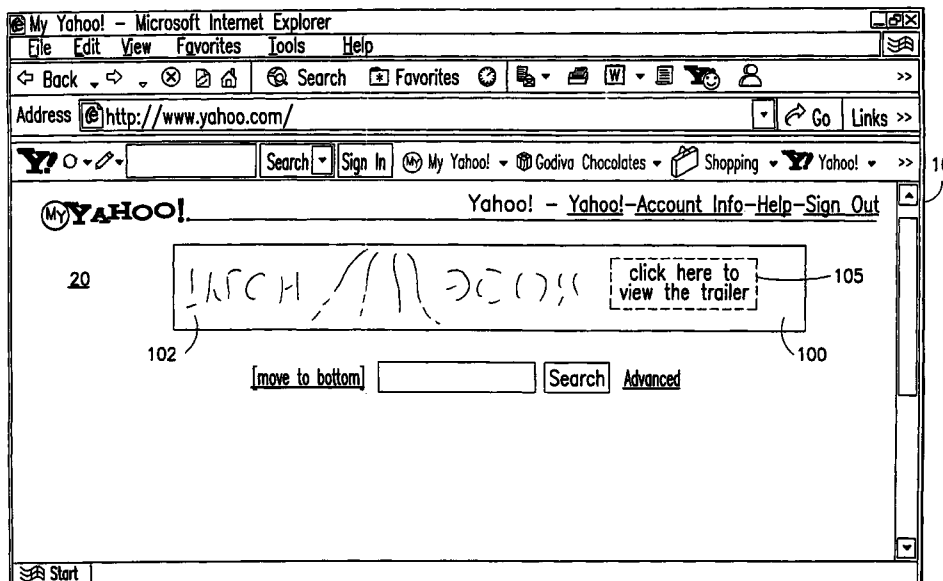 My Yahoo! – Microsoft Internet Explorer
File Edit View Favorites Tools Help
Back Search Favorites W Y! >>
Address http://www.yahoo.com/ Go Links >>
Y! Search Sign In My Yahoo! Godiva Chocolates Shopping Y! Yahoo! >>
MY YAHOO! Yahoo! – Yahoo!–Account Info–Help–Sign Out
20
click here to
view the trailer
105
102
100
[move to bottom] Search Advanced
Start